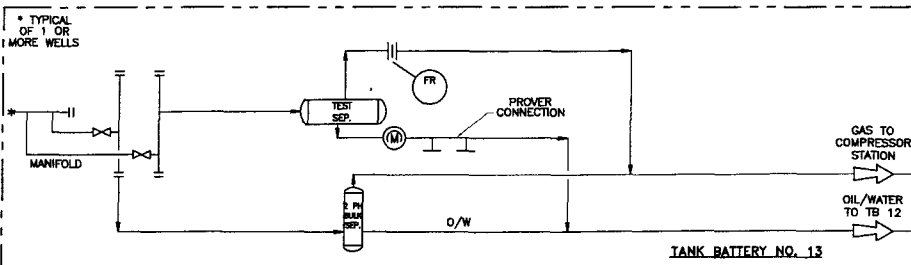 * TYPICAL
OF 1 OR
MORE WELLS
FR
TEST
SEP.
PROVER
CONNECTION
M
*
MANIFOLD
GAS TO
COMPRESSOR
STATION
2 PH
BULK
SEP.
O/W
OIL/WATER
TO TB 12
TANK BATTERY NO. 13